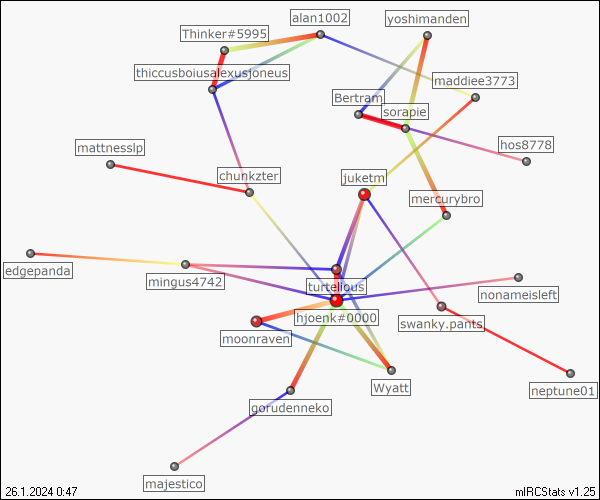 alan1002
yoshimanden
Thinker#5995
thiccusboiusalexusjoneus
maddiee3773
Bertram
sorapie
mattnesslp
hos8778
chunkzter
juketm
mercurybro
edgepanda
mingus4742
turtelious
nonameisleft
hjoenk#0000
swanky.pants
moonraven
Wyatt
neptune01
gorudenneko
majestico
26.1.2024 0:47
mIRCStats v1.25